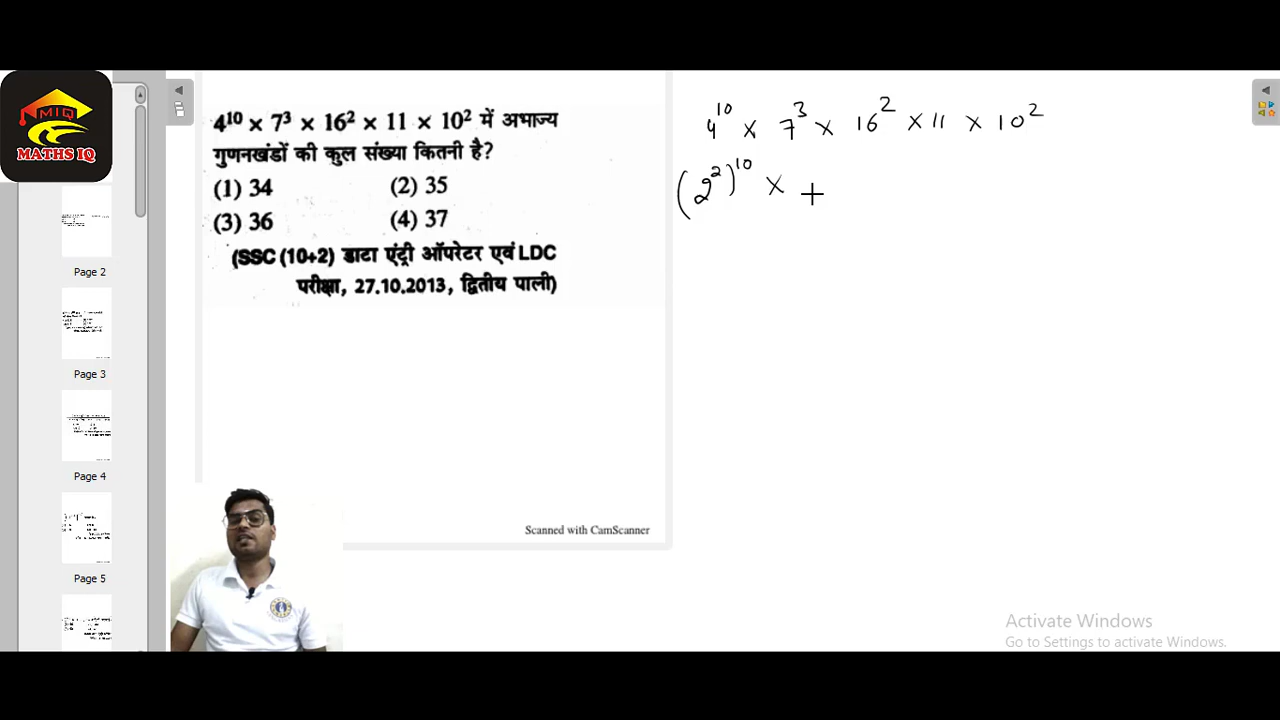 MIQ
MATHS IQ
4¹⁰ × 7³ × 16² × 11 × 10² में अभाज्य
गुणनखंडों की कुल संख्या कितनी है?
(1) 34 (2) 35
(3) 36 (4) 37
(SSC (10+2) डाटा एंट्री ऑपरेटर एवं LDC
परीक्षा, 27.10.2013, द्वितीय पाली)
Scanned with CamScanner
4¹⁰ × 7³ × 16² × 11 × 10²
(2²)¹⁰ ×
Page 2
Page 3
Page 4
Page 5
Activate Windows
Go to Settings to activate Windows.